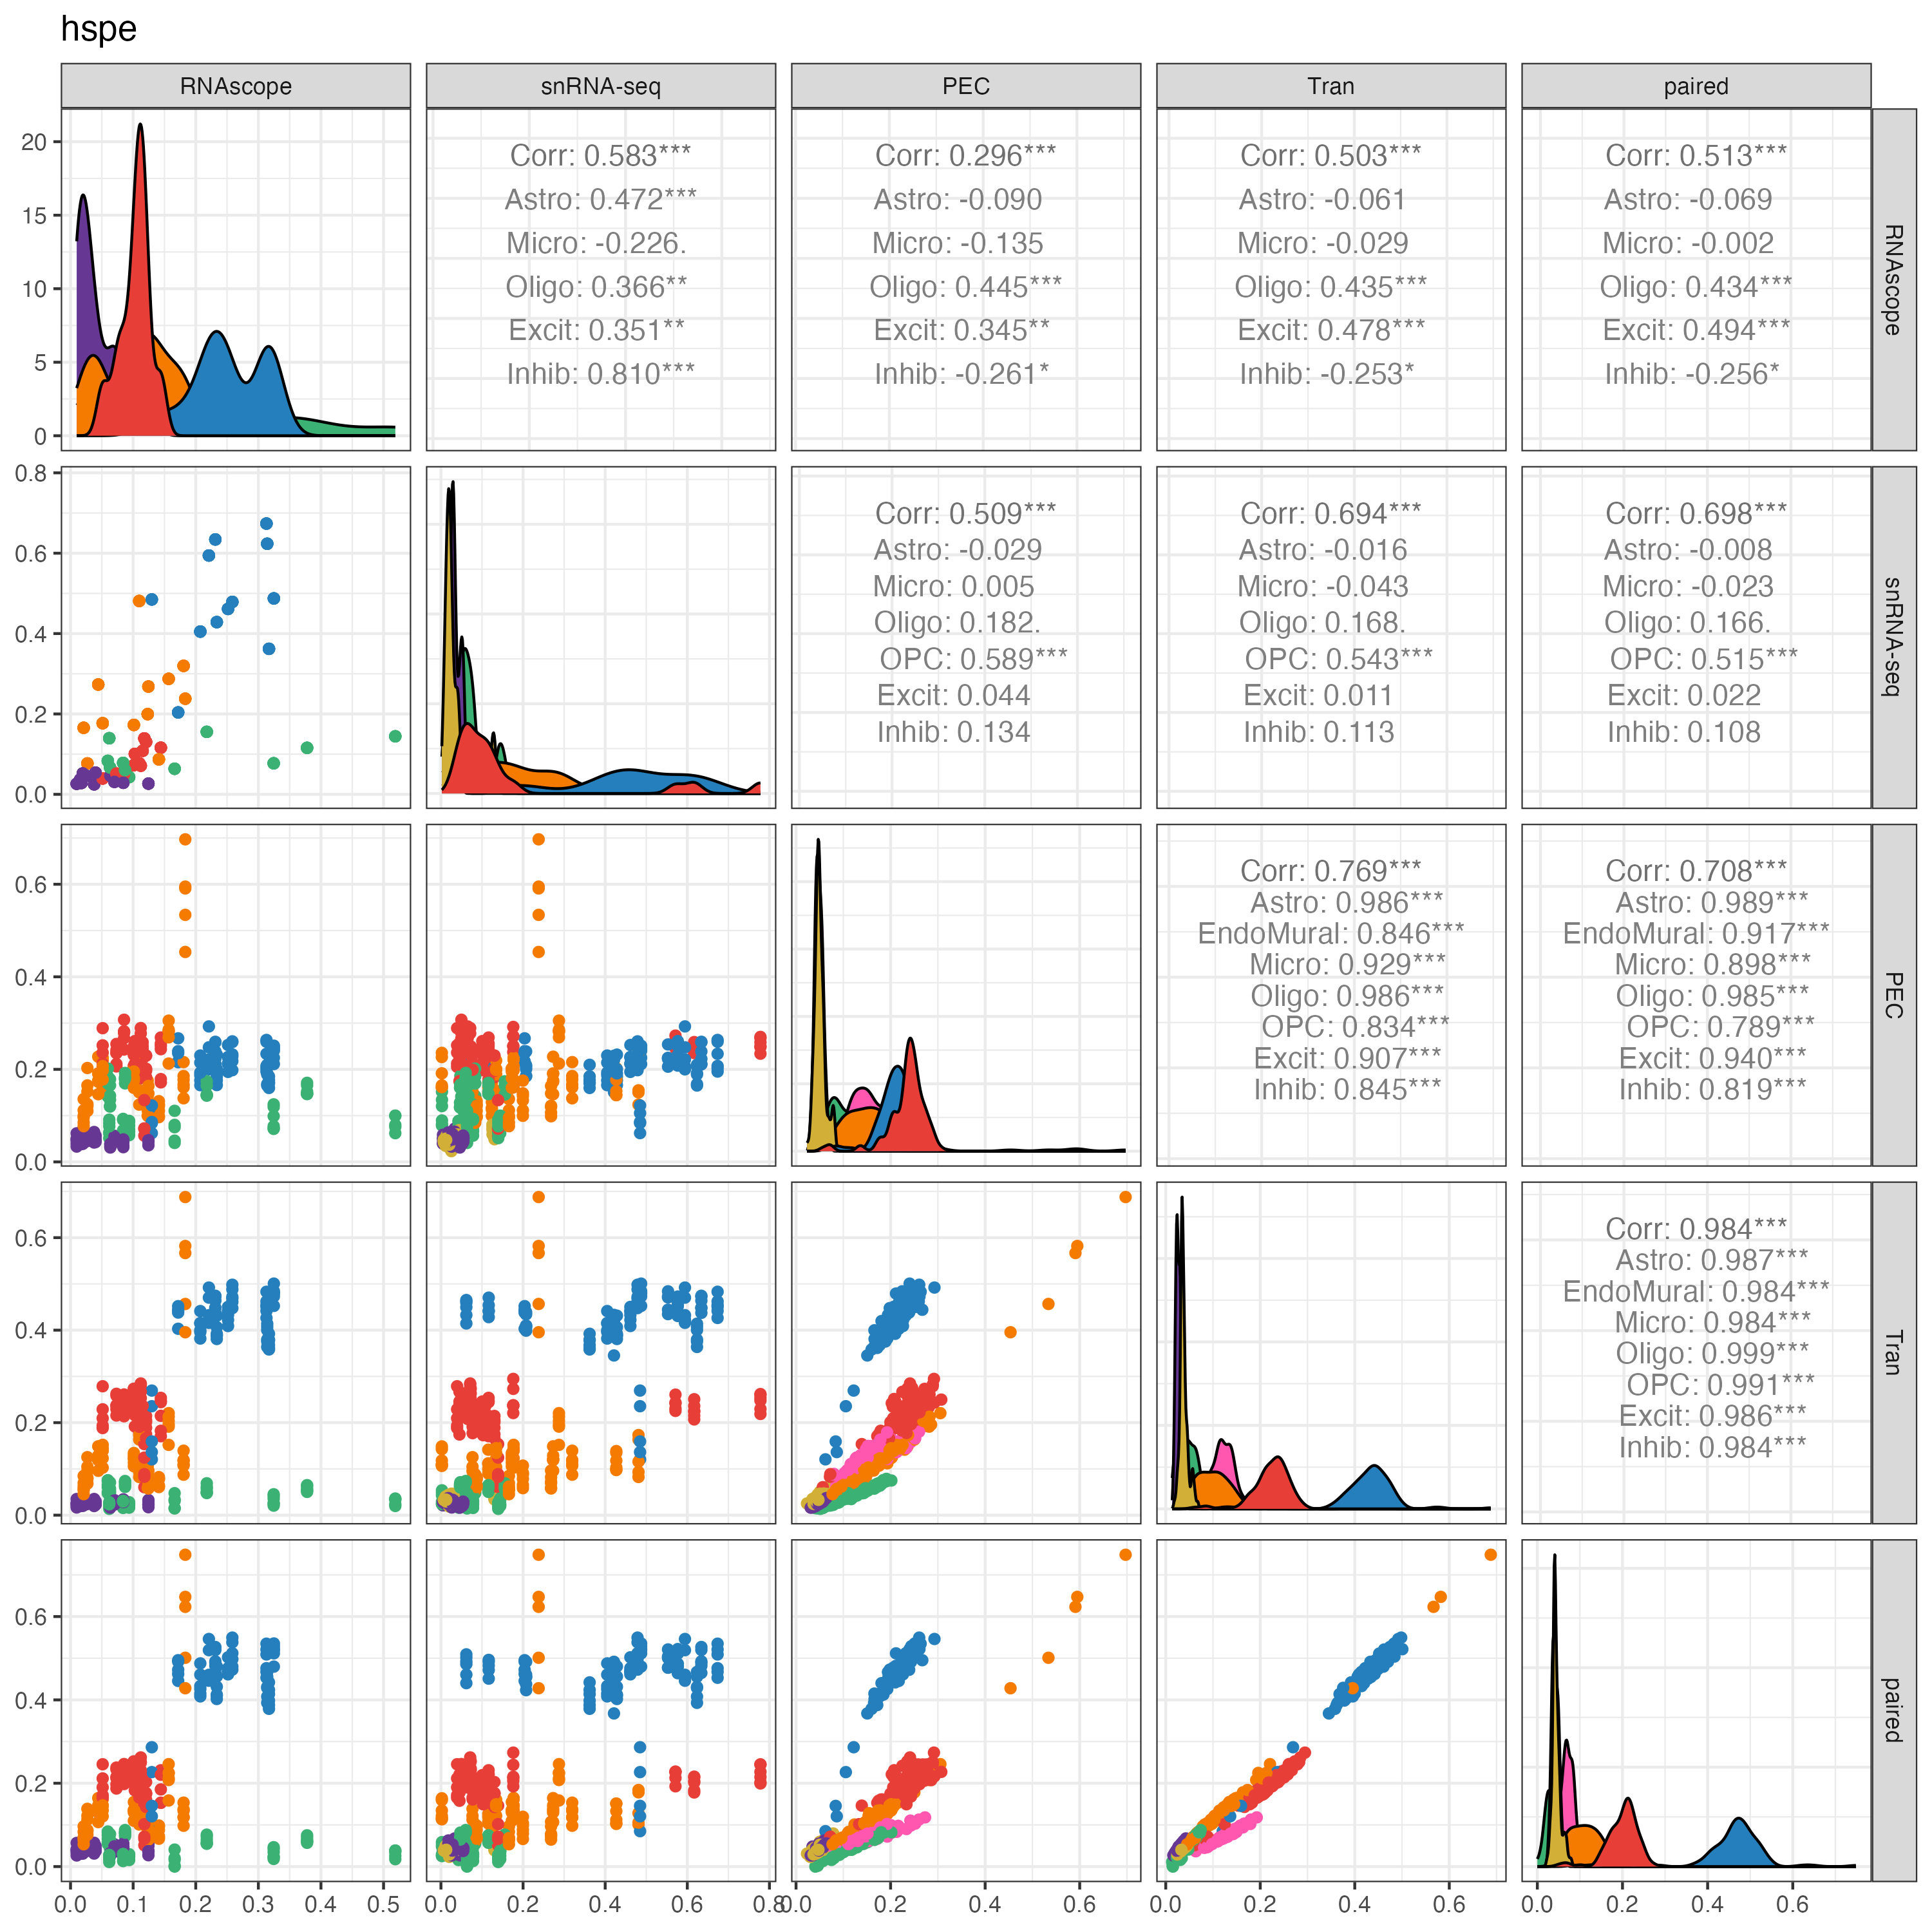 hspe
RNAscope
snRNA-seq
PEC
Tran
paired
20
15
10
5
0
Corr: 0.583***
Astro: 0.472***
Micro: -0.226.
Oligo: 0.366**
Excit: 0.351**
Inhib: 0.810***
Corr: 0.296***
Astro: -0.090
Micro: -0.135
Oligo: 0.445***
Excit: 0.345**
Inhib: -0.261*
Corr: 0.503***
Astro: -0.061
Micro: -0.029
Oligo: 0.435***
Excit: 0.478***
Inhib: -0.253*
Corr: 0.513***
Astro: -0.069
Micro: -0.002
Oligo: 0.434***
Excit: 0.494***
Inhib: -0.256*
RNAscope
0.8
0.6
0.4
0.2
0.0
Corr: 0.509***
Astro: -0.029
Micro: 0.005
Oligo: 0.182.
OPC: 0.589***
Excit: 0.044
Inhib: 0.134
Corr: 0.694***
Astro: -0.016
Micro: -0.043
Oligo: 0.168.
OPC: 0.543***
Excit: 0.011
Inhib: 0.113
Corr: 0.698***
Astro: -0.008
Micro: -0.023
Oligo: 0.166.
OPC: 0.515***
Excit: 0.022
Inhib: 0.108
snRNA-seq
0.6
0.4
0.2
0.0
Corr: 0.769***
Astro: 0.986***
EndoMural: 0.846***
Micro: 0.929***
Oligo: 0.986***
OPC: 0.834***
Excit: 0.907***
Inhib: 0.845***
Corr: 0.708***
Astro: 0.989***
EndoMural: 0.917***
Micro: 0.898***
Oligo: 0.985***
OPC: 0.789***
Excit: 0.940***
Inhib: 0.819***
PEC
0.6
0.4
0.2
0.0
Corr: 0.984***
Astro: 0.987***
EndoMural: 0.984***
Micro: 0.984***
Oligo: 0.999***
OPC: 0.991***
Excit: 0.986***
Inhib: 0.984***
Tran
0.6
0.4
0.2
0.0
paired
0.0 0.1 0.2 0.3 0.4 0.5
0.0 0.2 0.4 0.6 0.8
0.0 0.2 0.4 0.6
0.0 0.2 0.4 0.6
0.0 0.2 0.4 0.6